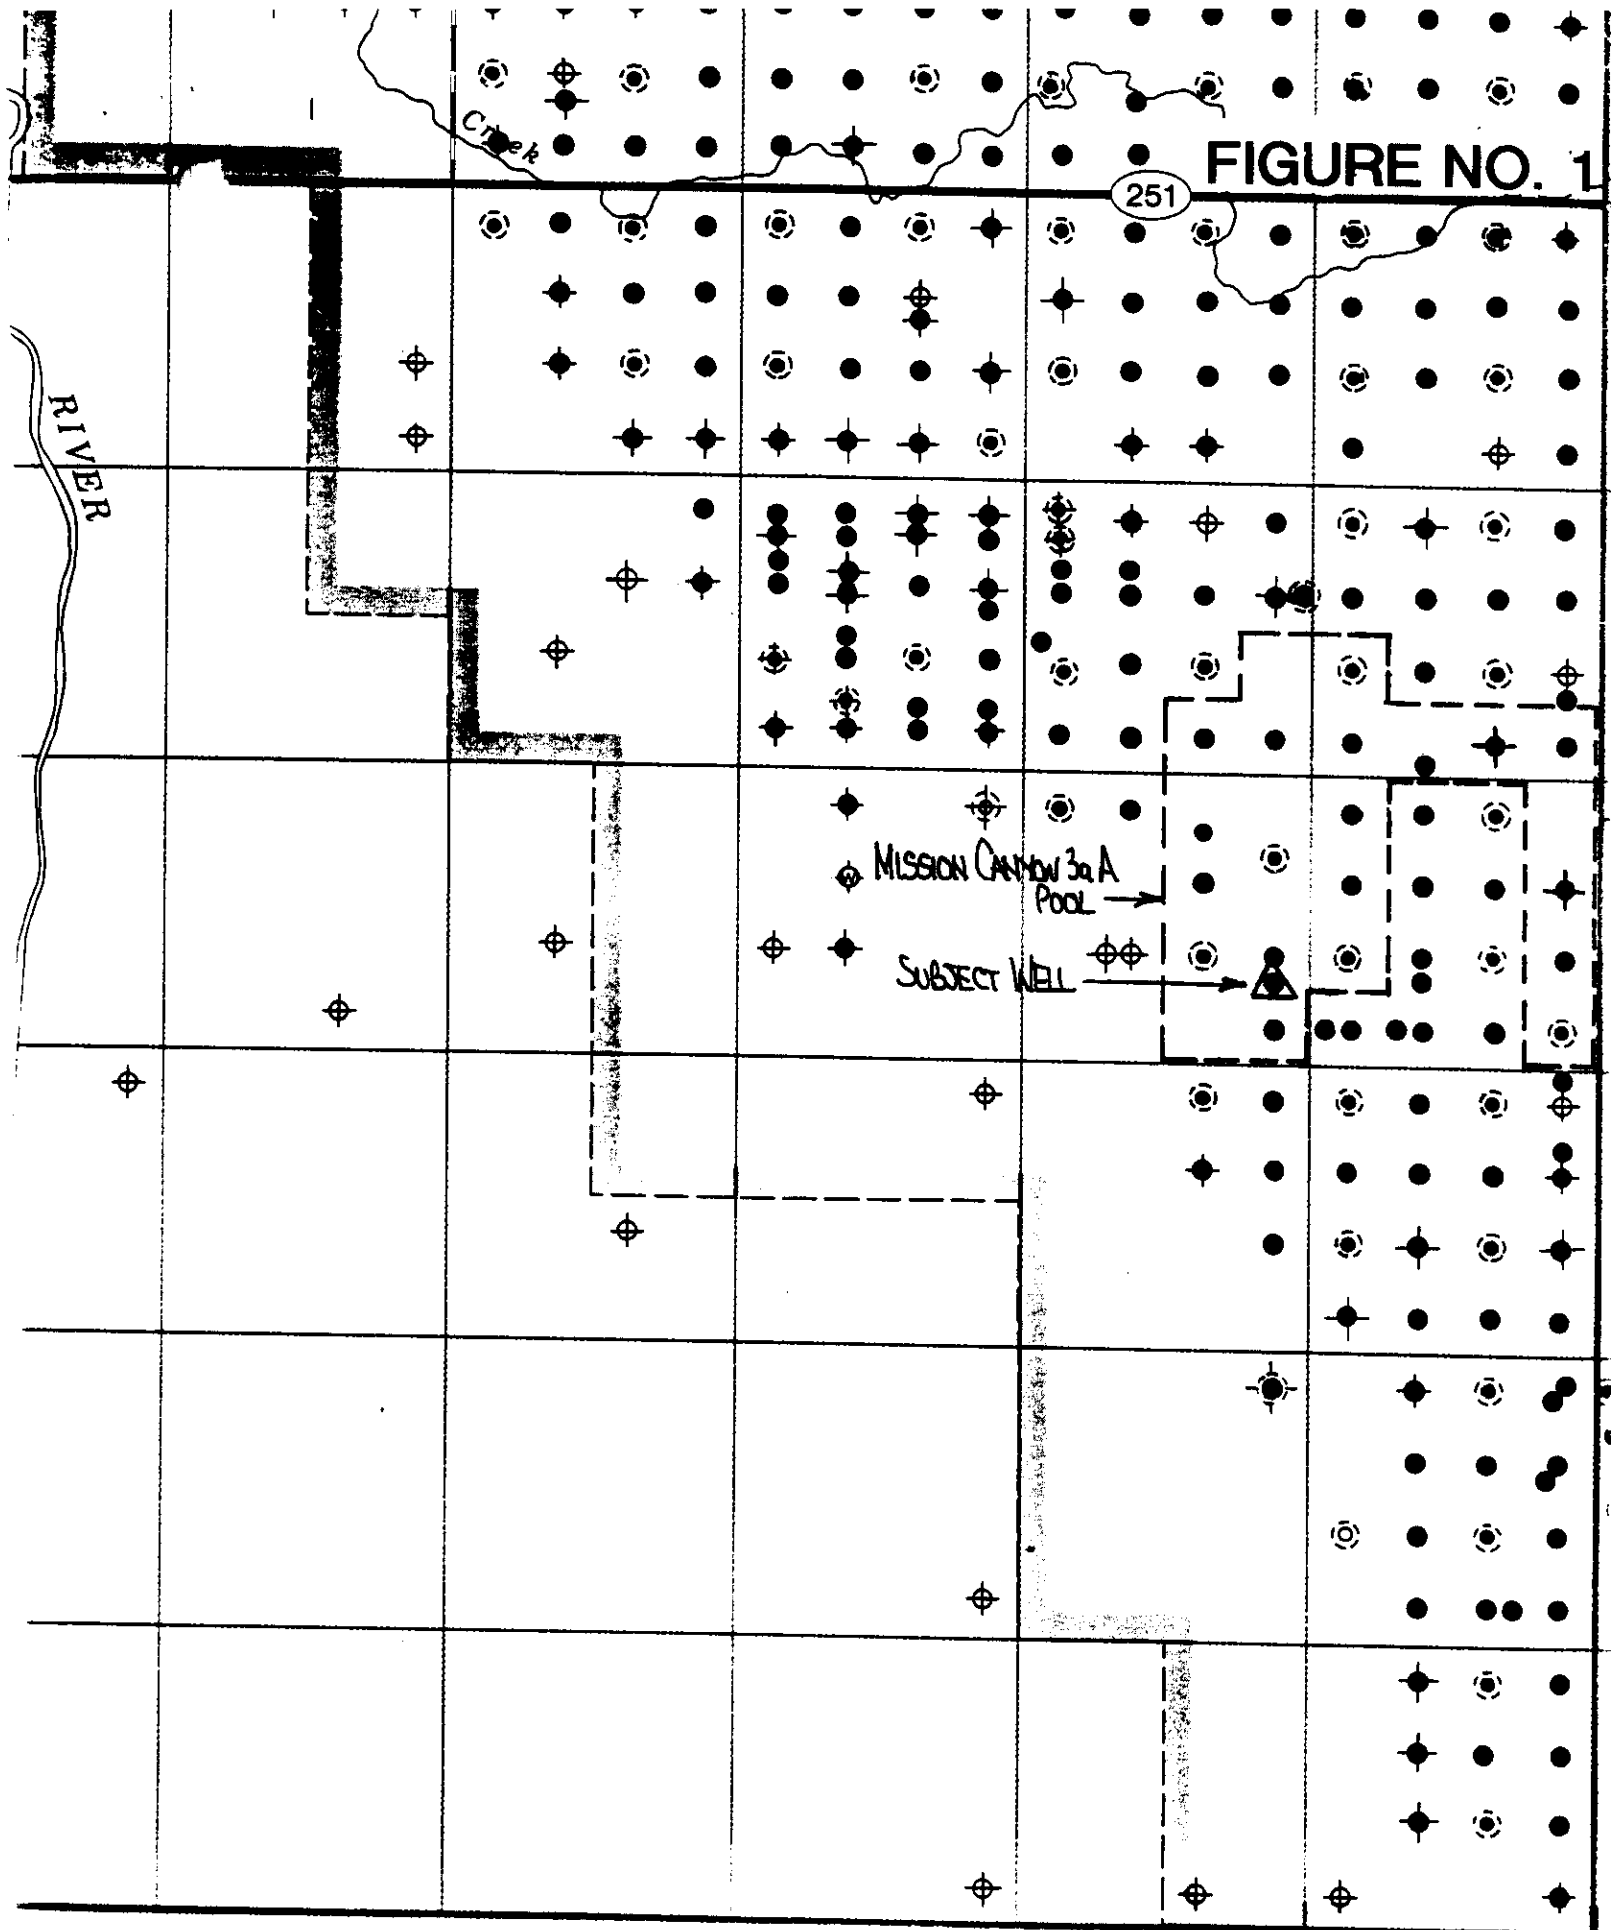 Creek
FIGURE NO. 1
251
RIVER
MISSION CANYON 3a A
POOL
W
SUBJECT WELL